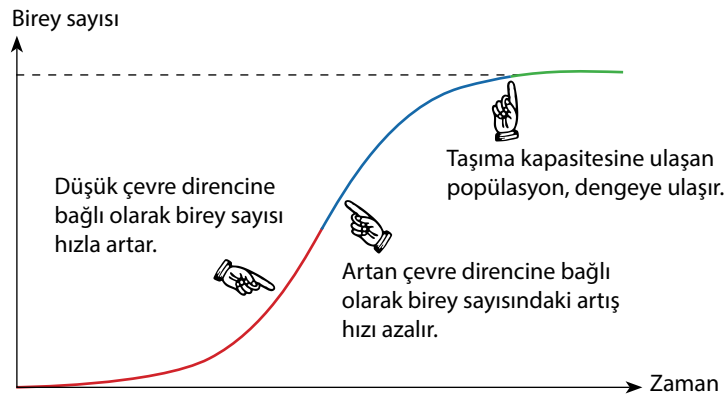 Birey sayısı
Taşıma kapasitesine ulaşan
popülasyon, dengeye ulaşır.
Düşük çevre direncine
bağlı olarak birey sayısı
hızla artar.
Artan çevre direncine bağlı
olarak birey sayısındaki artış
hızı azalır.
Zaman